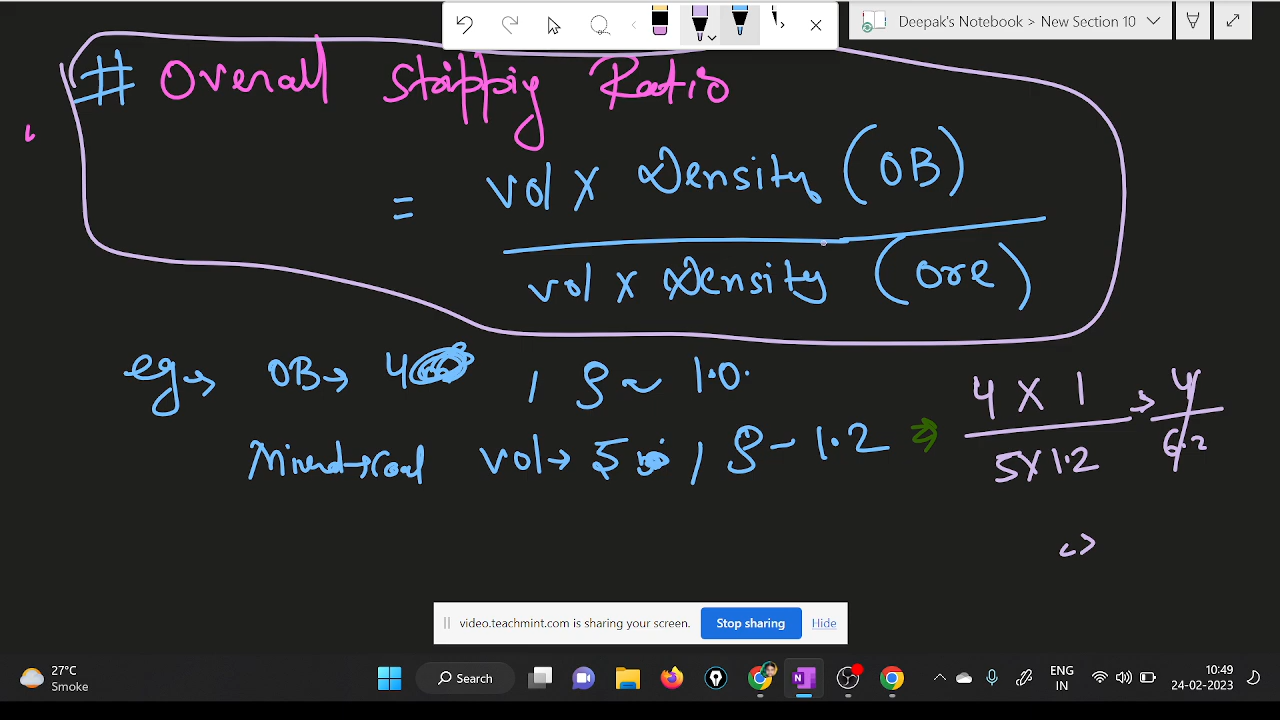 Deepak's Notebook > New Section 10
# Overall Stripping Ratio
= vol x Density (OB)
vol x Density (ore)
eg→ OB→ 4 , ρ ~ 1.0
Mineral→Coal vol→ 5 , ρ - 1.2 ⇒ 4 x 1 / 5 x 1.2 → 4 / 6.2
<>
video.teachmint.com is sharing your screen. Stop sharing Hide
27°C
Smoke
Search
ENG
IN
10:49
24-02-2023